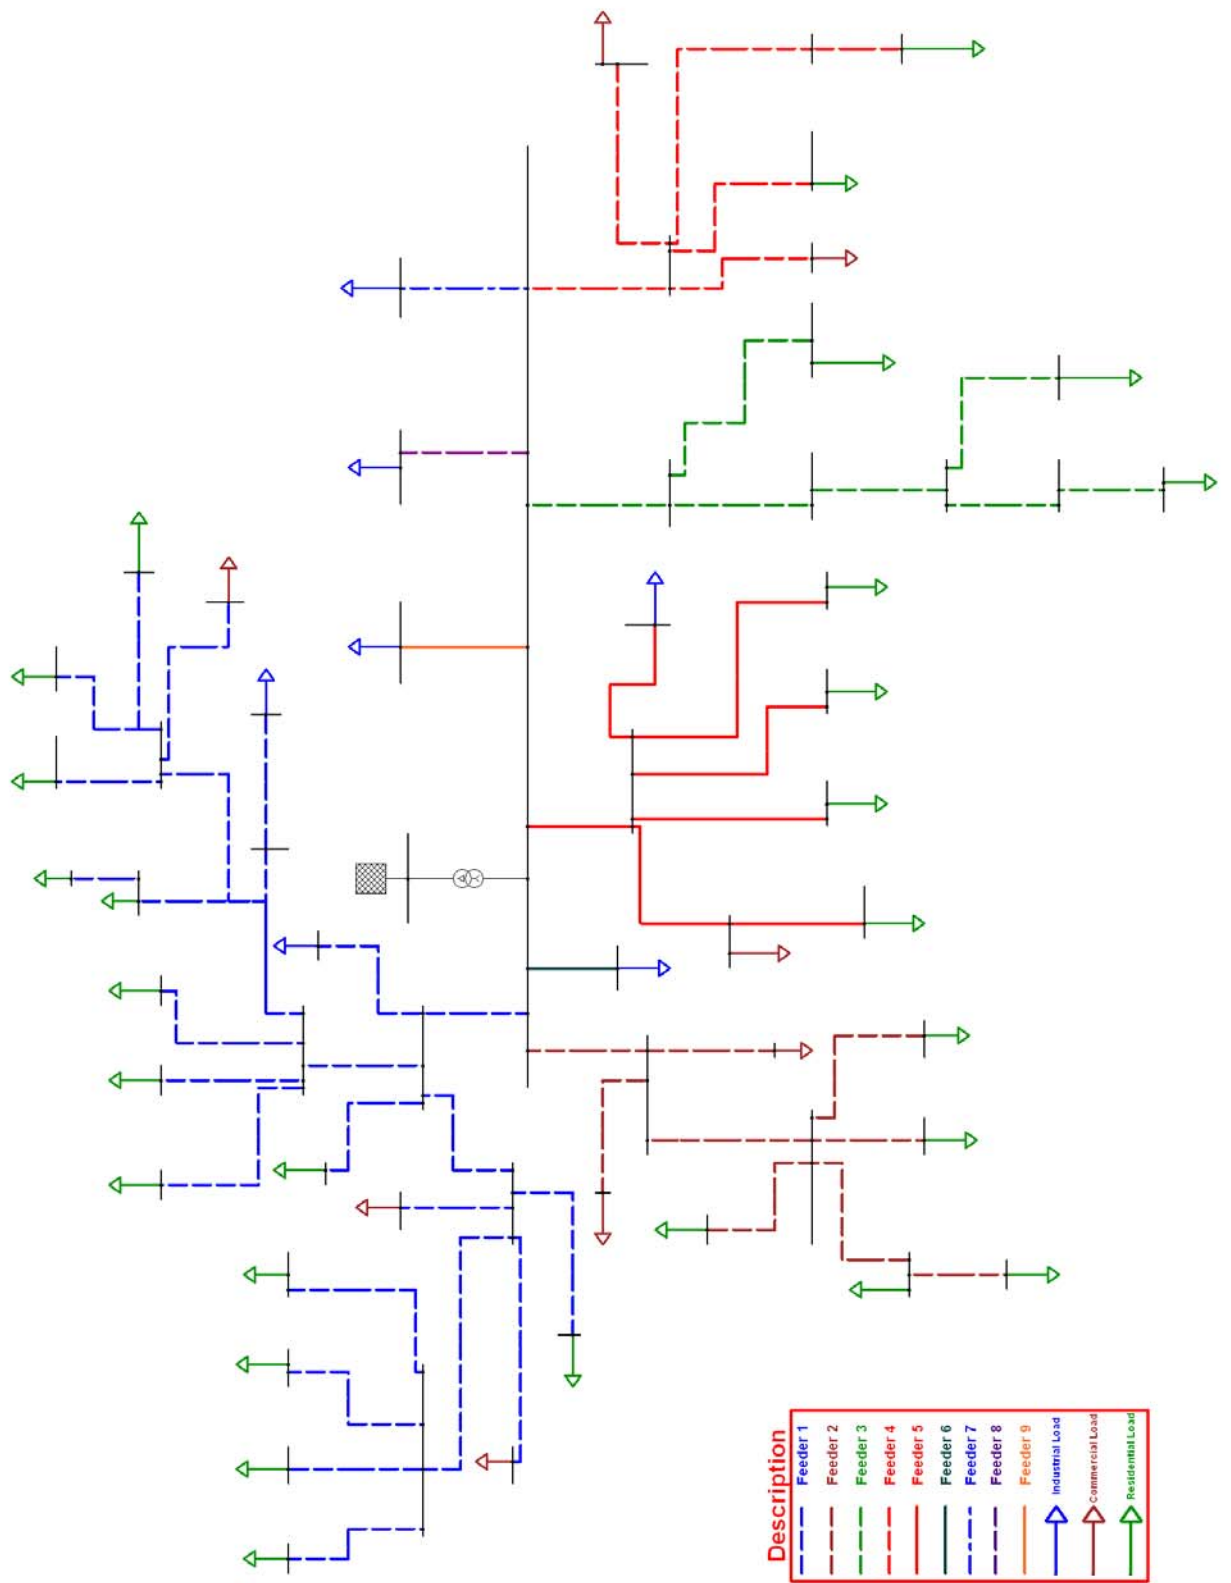 Description
Feeder 1
Feeder 2
Feeder 3
Feeder 4
Feeder 5
Feeder 6
Feeder 7
Feeder 8
Feeder 9
Industrial Load
Commercial Load
Residential Load